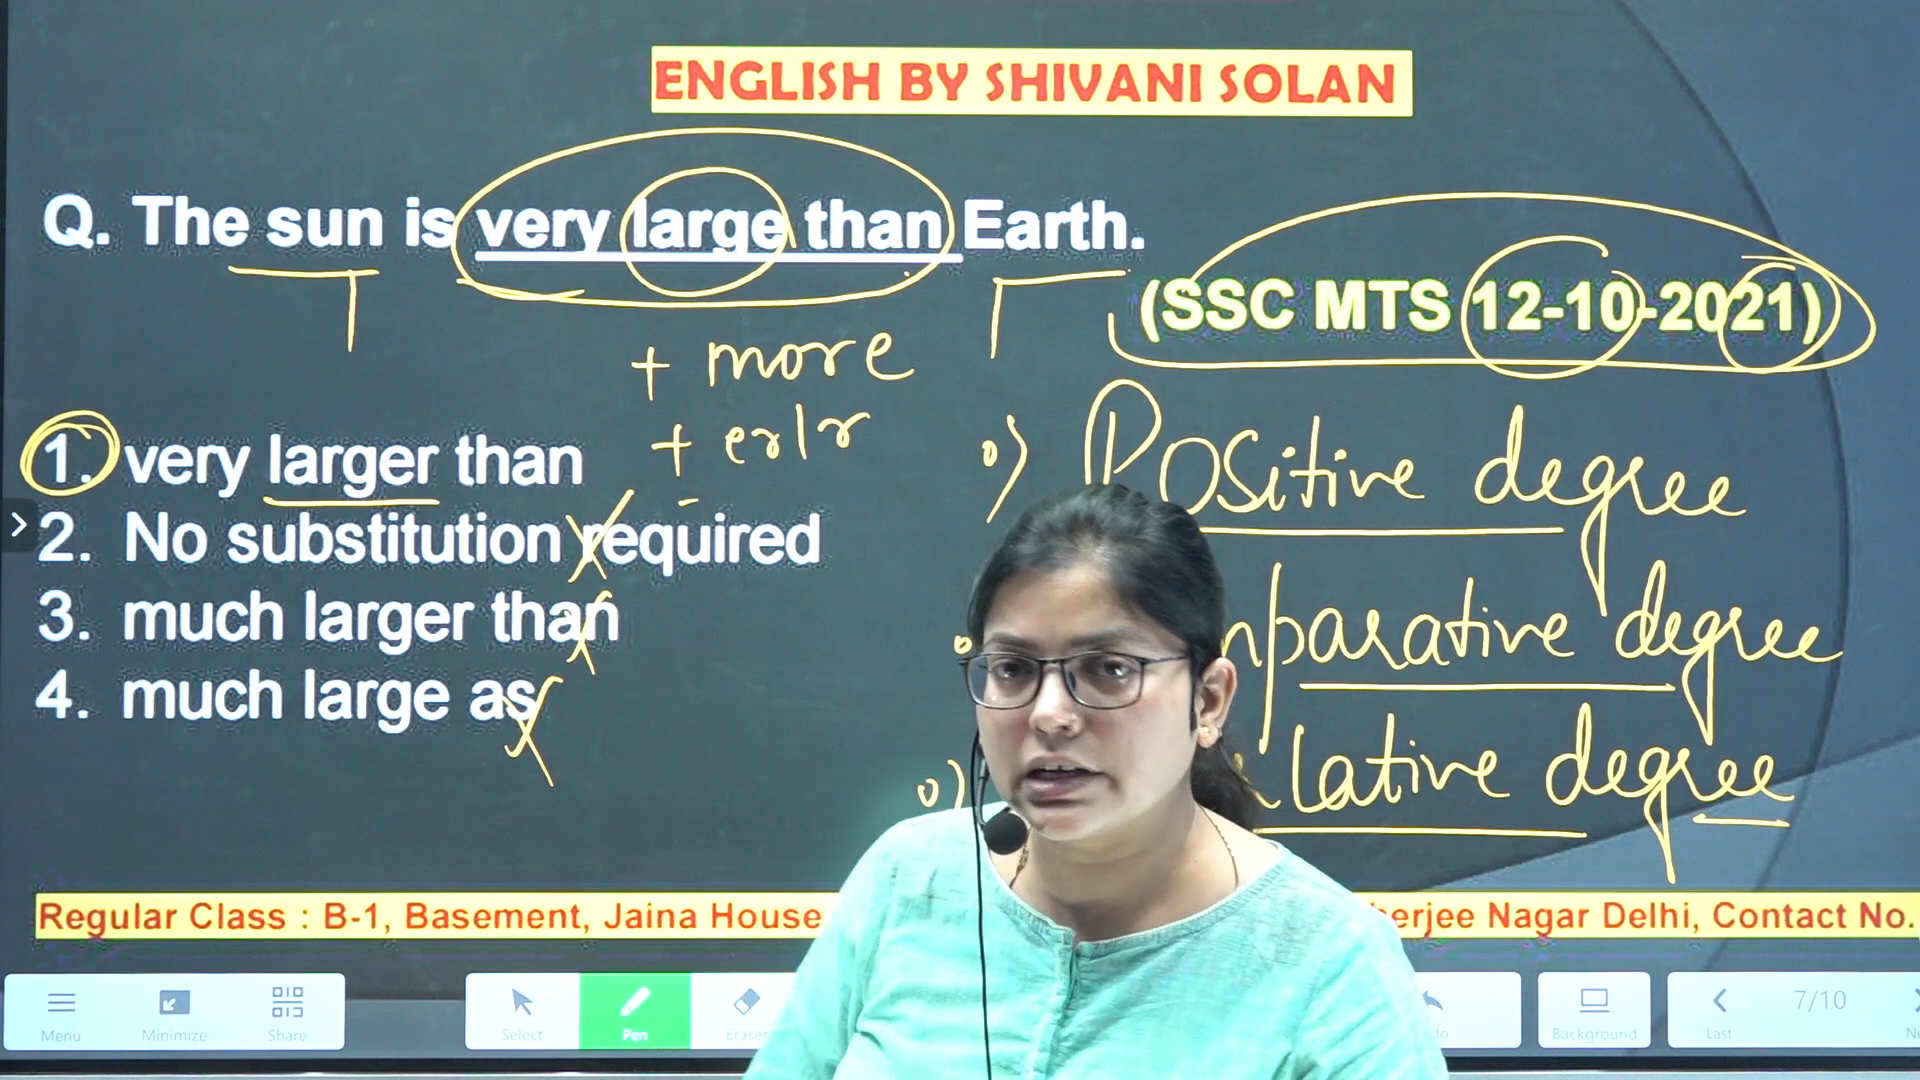 ENGLISH BY SHIVANI SOLAN
Q. The sun is very large than Earth.
(SSC MTS 12-10-2021)
+ more
+ er/r
1. very larger than
2. No substitution required
3. much larger than
4. much large as
Positive degree
mparative degree
lative degree
Regular Class : B-1, Basement, Jaina House
erjee Nagar Delhi, Contact No.
Menu
Minimize
Share
Select
Pen
Eraser
Background
Last
7/10